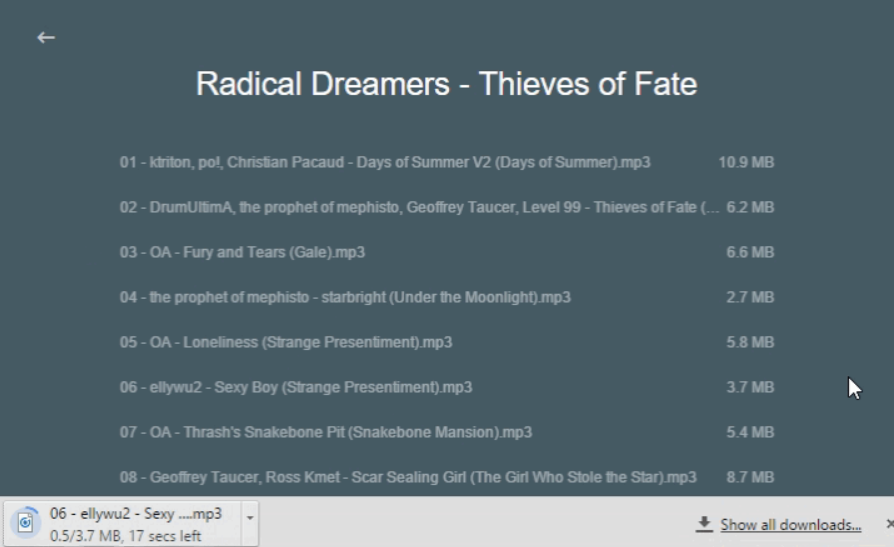 Radical Dreamers - Thieves of Fate
01 - ktriton, po!, Christian Pacaud - Days of Summer V2 (Days of Summer).mp3 10.9 MB
02 - DrumUltimA, the prophet of mephisto, Geoffrey Taucer, Level 99 - Thieves of Fate (... 6.2 MB
03 - OA - Fury and Tears (Gale).mp3 6.6 MB
04 - the prophet of mephisto - starbright (Under the Moonlight).mp3 2.7 MB
05 - OA - Loneliness (Strange Presentiment).mp3 5.8 MB
06 - ellywu2 - Sexy Boy (Strange Presentiment).mp3 3.7 MB
07 - OA - Thrash's Snakebone Pit (Snakebone Mansion).mp3 5.4 MB
08 - Geoffrey Taucer, Ross Kmet - Scar Sealing Girl (The Girl Who Stole the Star).mp3 8.7 MB
06 - ellywu2 - Sexy ....mp3
0.5/3.7 MB, 17 secs left
Show all downloads...